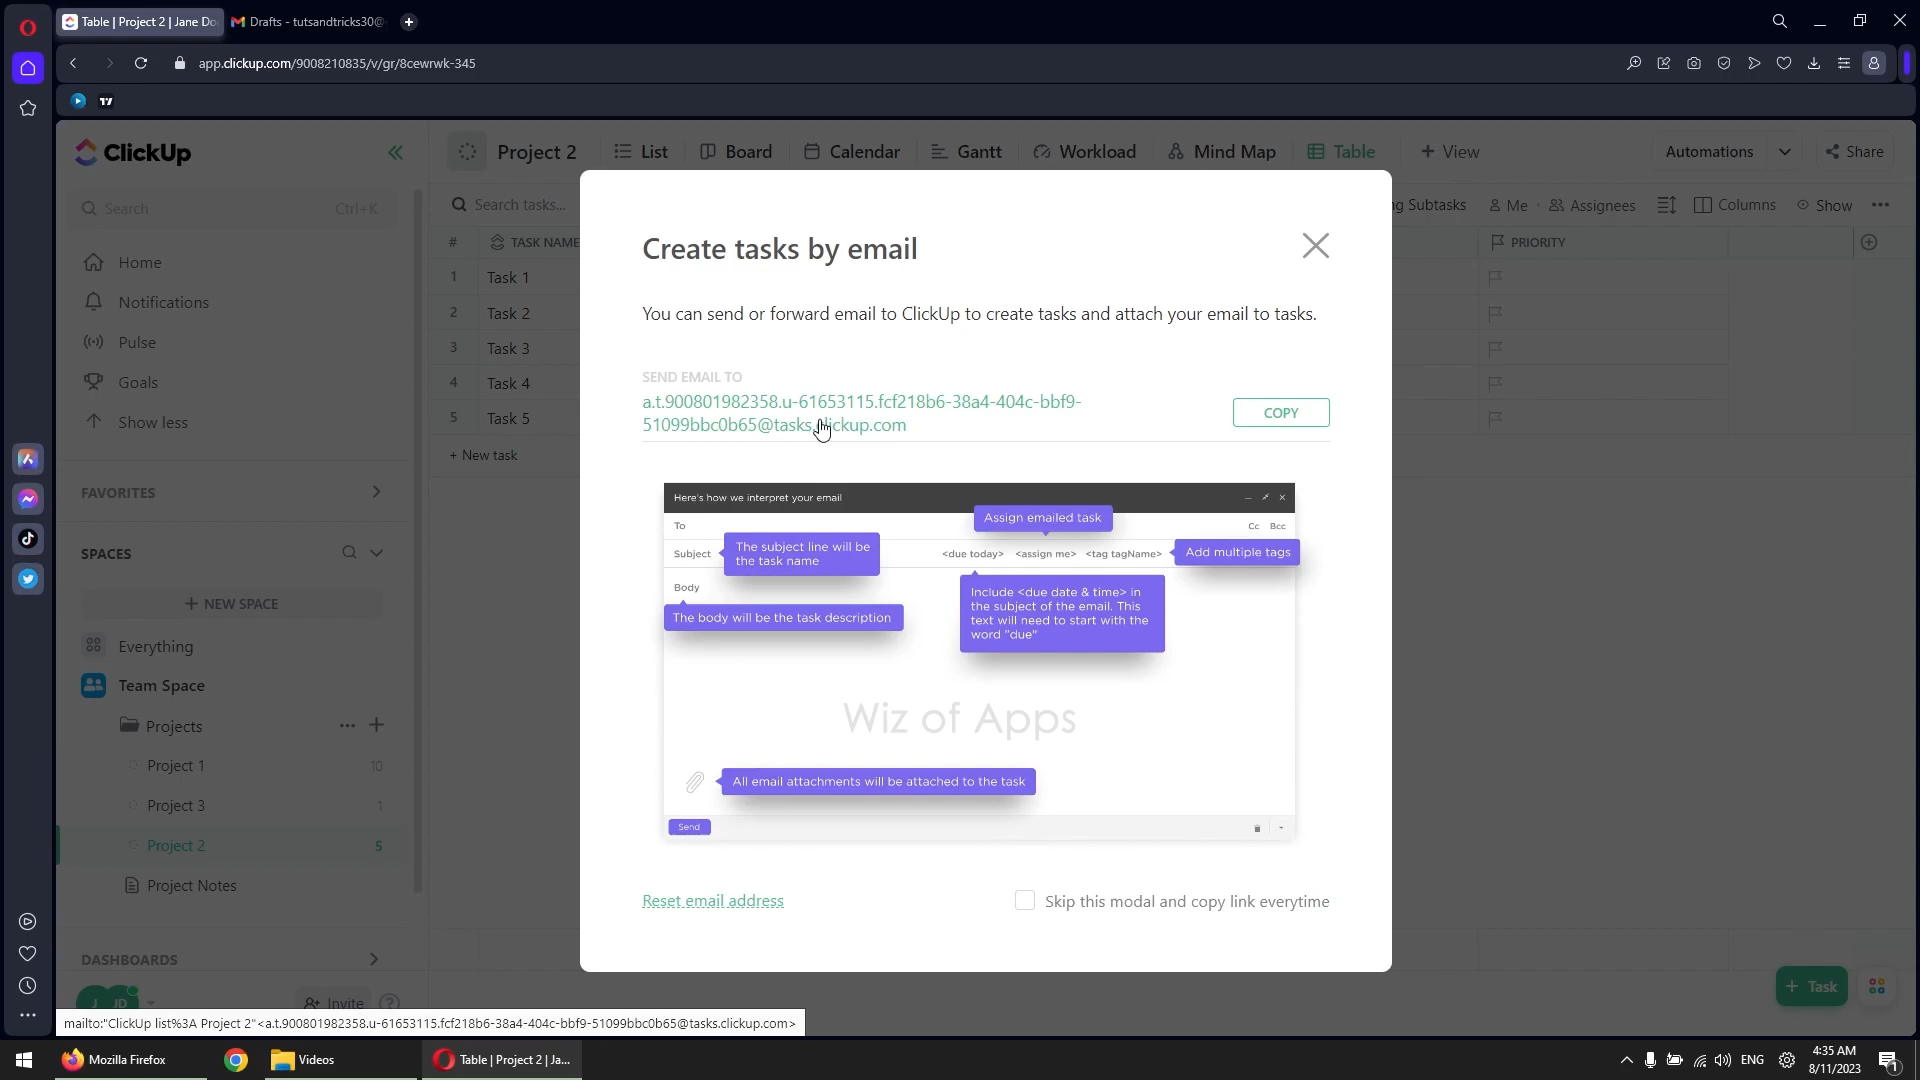 Table | Project 2 | Jane Do
Drafts - tutsandtricks30@
app.clickup.com/9008210835/v/gr/8cewrwk-345
ClickUp
Search
Ctrl+K
Home
Notifications
Pulse
Goals
Show less
FAVORITES
SPACES
+ NEW SPACE
Everything
Team Space
Projects
Project 1
10
Project 3
1
Project 2
5
Project Notes
DASHBOARDS
J
JD
Invite
Project 2
List
Board
Calendar
Gantt
Workload
Mind Map
Table
+ View
Automations
Share
Search tasks...
ng Subtasks
Me
Assignees
Columns
Show
#
TASK NAME
PRIORITY
1
Task 1
2
Task 2
3
Task 3
4
Task 4
5
Task 5
+ New task
Create tasks by email
You can send or forward email to ClickUp to create tasks and attach your email to tasks.
SEND EMAIL TO
a.t.900801982358.u-61653115.fcf218b6-38a4-404c-bbf9-
51099bbc0b65@tasks.clickup.com
COPY
Here's how we interpret your email
To
Assign emailed task
Cc
Bcc
Subject
The subject line will be
the task name
<due today>
<assign me>
<tag tagName>
Add multiple tags
Body
The body will be the task description
Include <due date & time> in
the subject of the email. This
text will need to start with the
word "due"
Wiz of Apps
All email attachments will be attached to the task
Send
Reset email address
Skip this modal and copy link everytime
+ Task
mailto:"ClickUp list%3A Project 2"<a.t.900801982358.u-61653115.fcf218b6-38a4-404c-bbf9-51099bbc0b65@tasks.clickup.com>
Mozilla Firefox
Videos
Table | Project 2 | Ja...
ENG
4:35 AM
8/11/2023
1